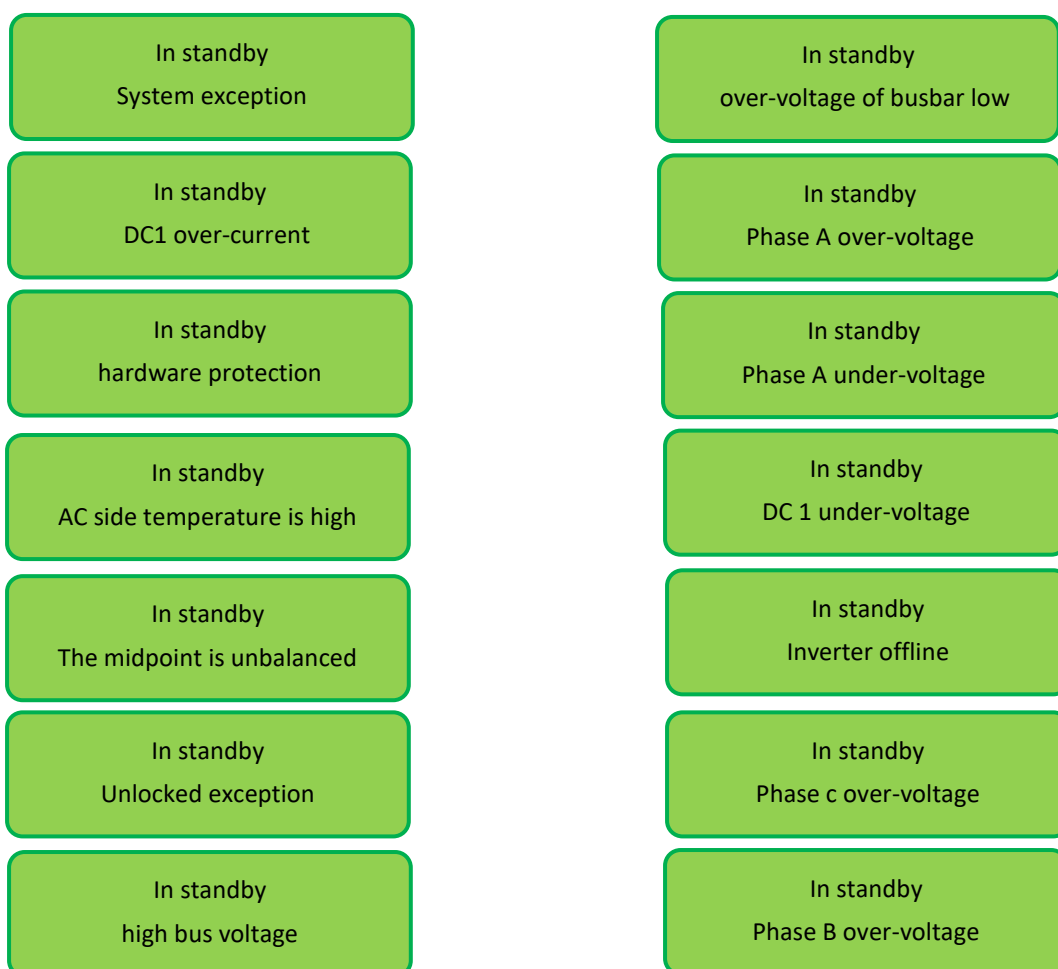 In standby
System exception
In standby
DC1 over-current
In standby
hardware protection
In standby
AC side temperature is high
In standby
The midpoint is unbalanced
In standby
Unlocked exception
In standby
high bus voltage
In standby
over-voltage of busbar low
In standby
Phase A over-voltage
In standby
Phase A under-voltage
In standby
DC 1 under-voltage
In standby
Inverter offline
In standby
Phase c over-voltage
In standby
Phase B over-voltage